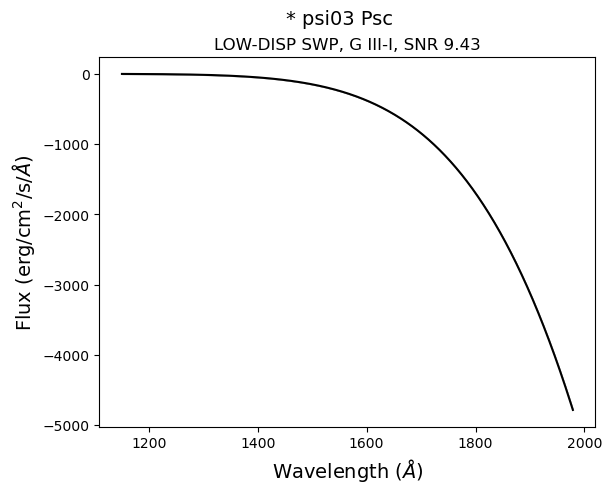 * psi03 Psc
LOW-DISP SWP, G III-I, SNR 9.43
Flux (erg/cm²/s/Å)
0
−1000
−2000
−3000
−4000
−5000
1200 1400 1600 1800 2000
Wavelength (Å)